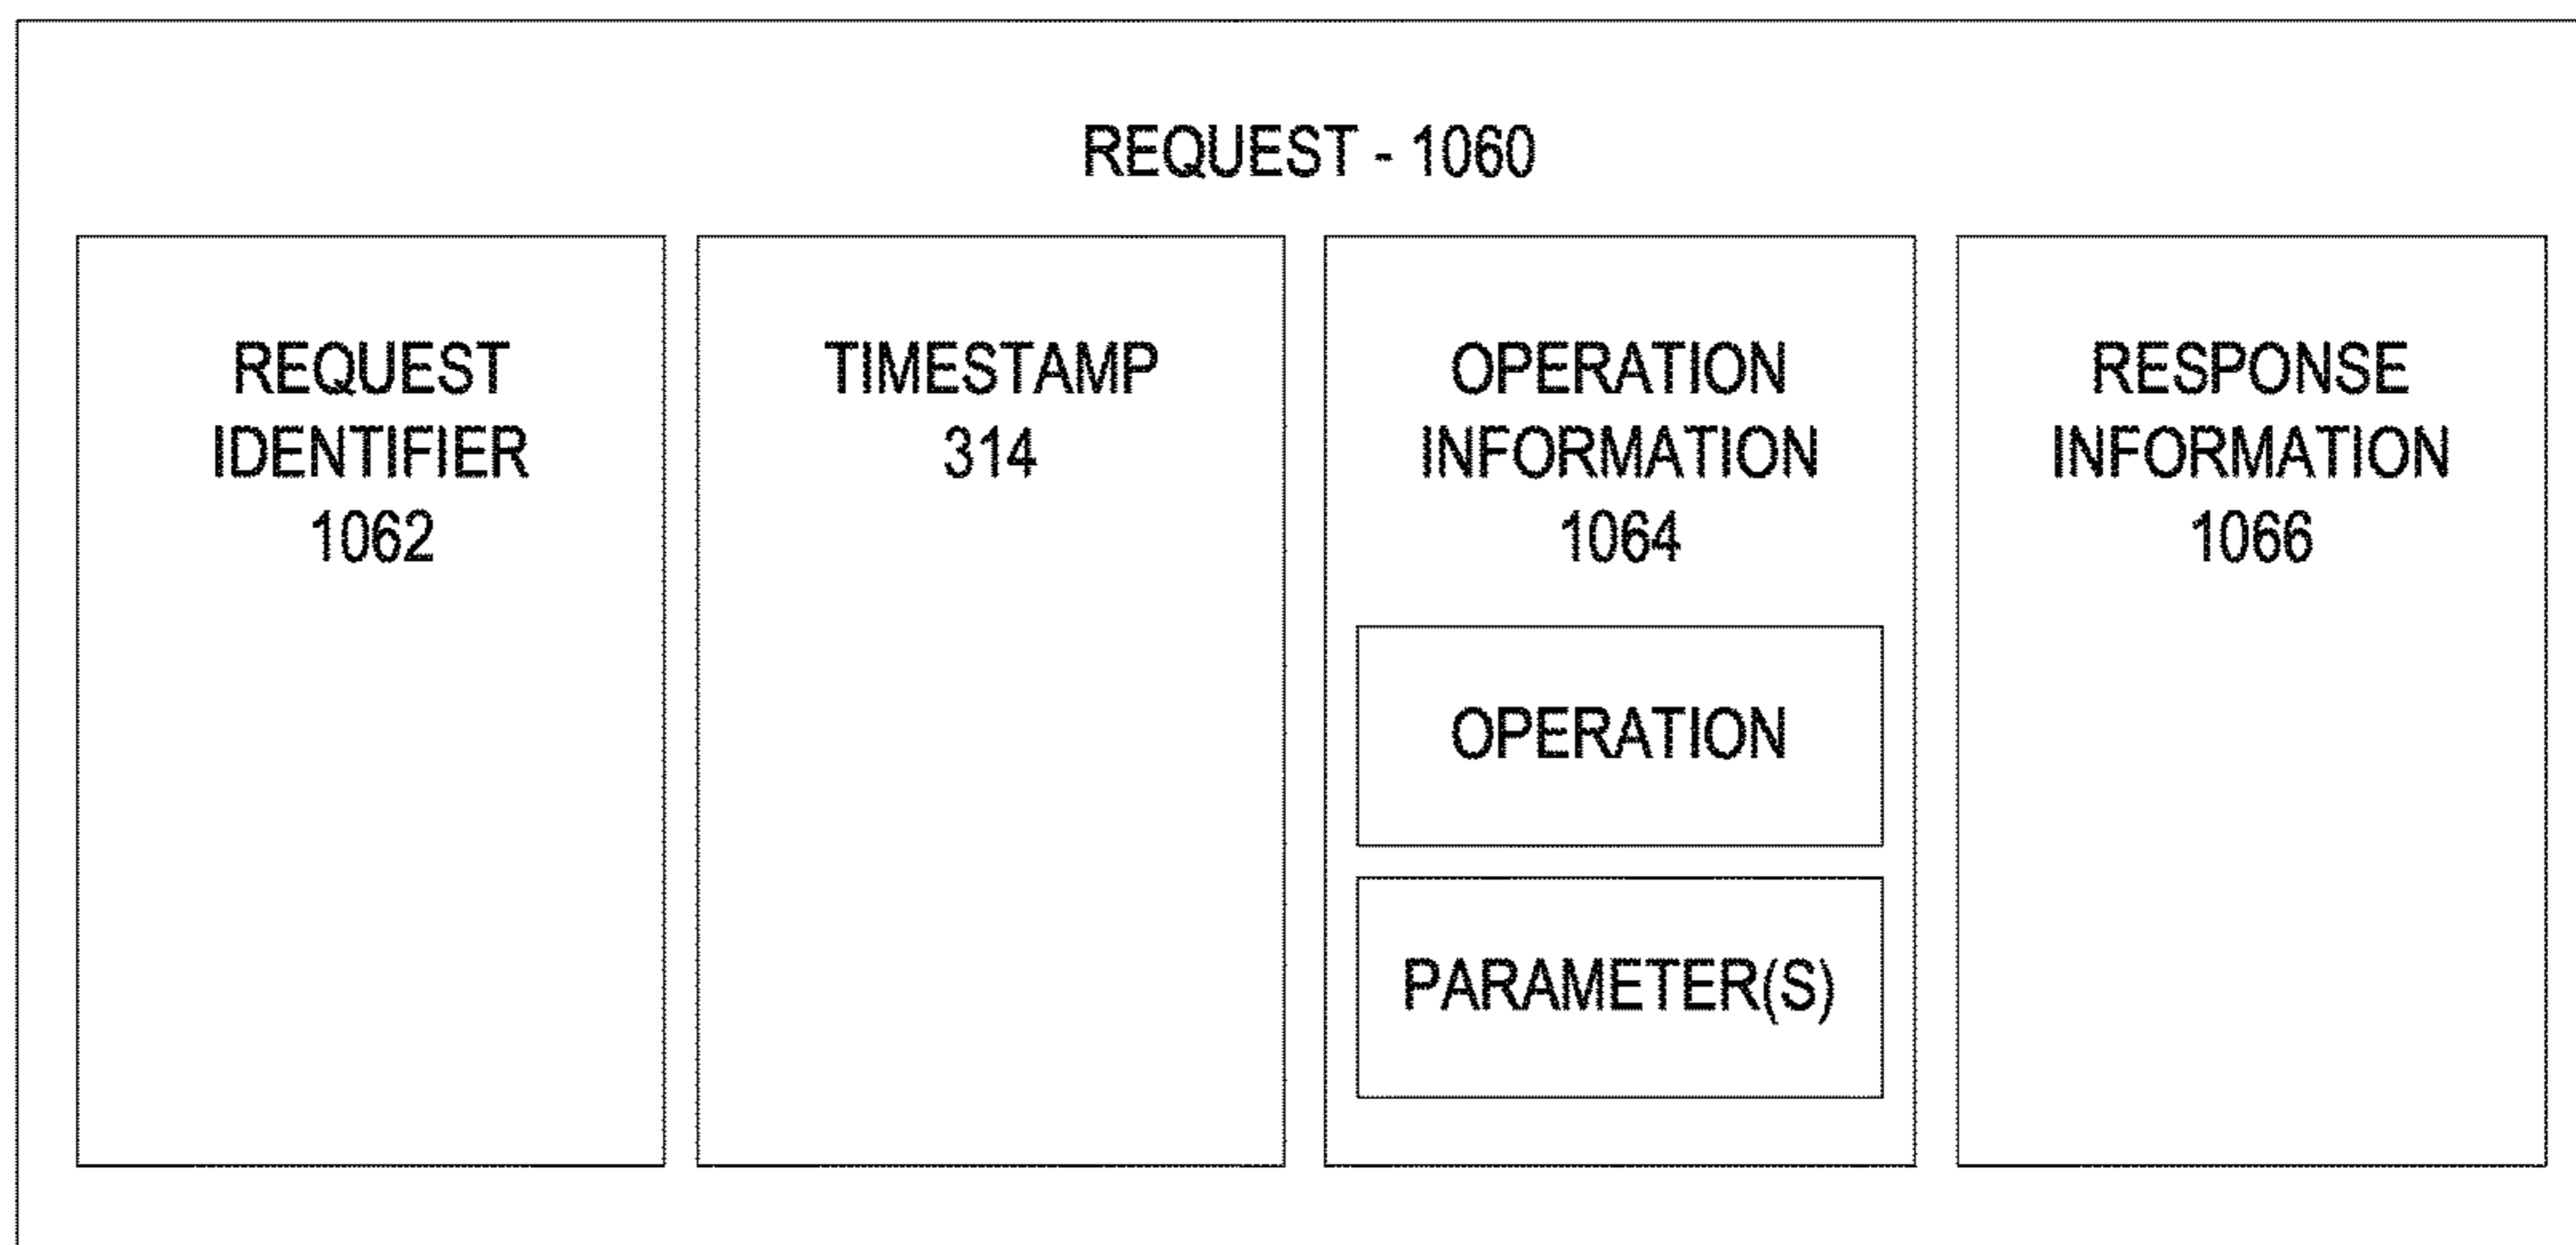 REQUEST - 1060
REQUEST
IDENTIFIER
1062
TIMESTAMP
314
OPERATION
INFORMATION
1064
OPERATION
PARAMETER(S)
RESPONSE
INFORMATION
1066